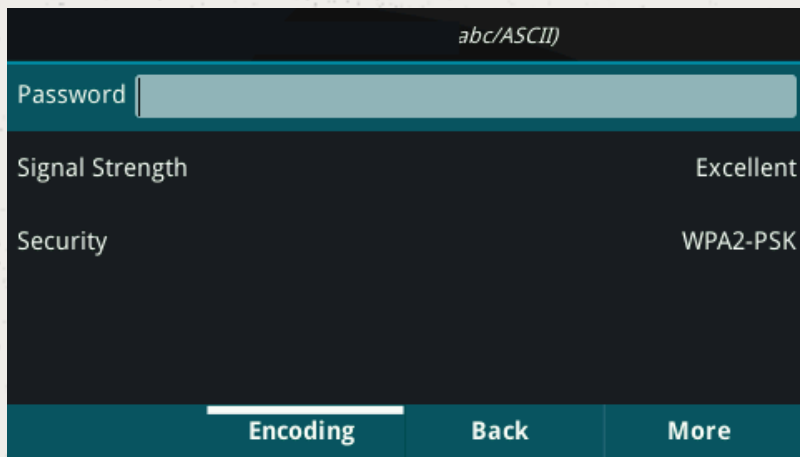 abc/ASCII)
Password
Signal Strength Excellent
Security WPA2-PSK
Encoding Back More